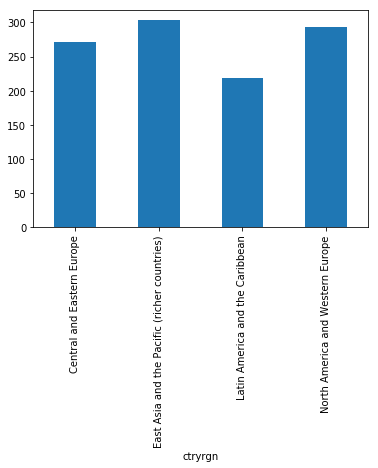 300
250
200
150
100
50
0
Central and Eastern Europe
East Asia and the Pacific (richer countries)
Latin America and the Caribbean
North America and Western Europe
ctryrgn